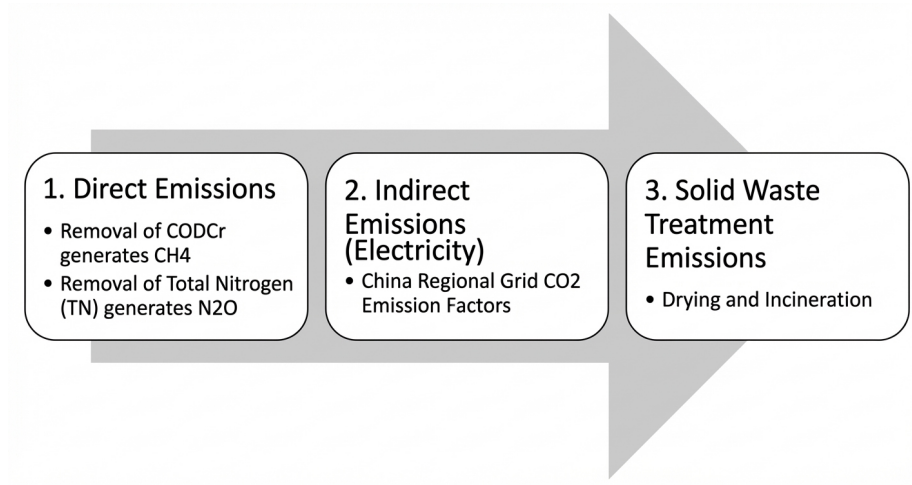 1. Direct Emissions
• Removal of CODCr
generates CH4
• Removal of Total Nitrogen
(TN) generates N2O
2. Indirect
Emissions
(Electricity)
• China Regional Grid CO2
Emission Factors
3. Solid Waste
Treatment
Emissions
• Drying and Incineration